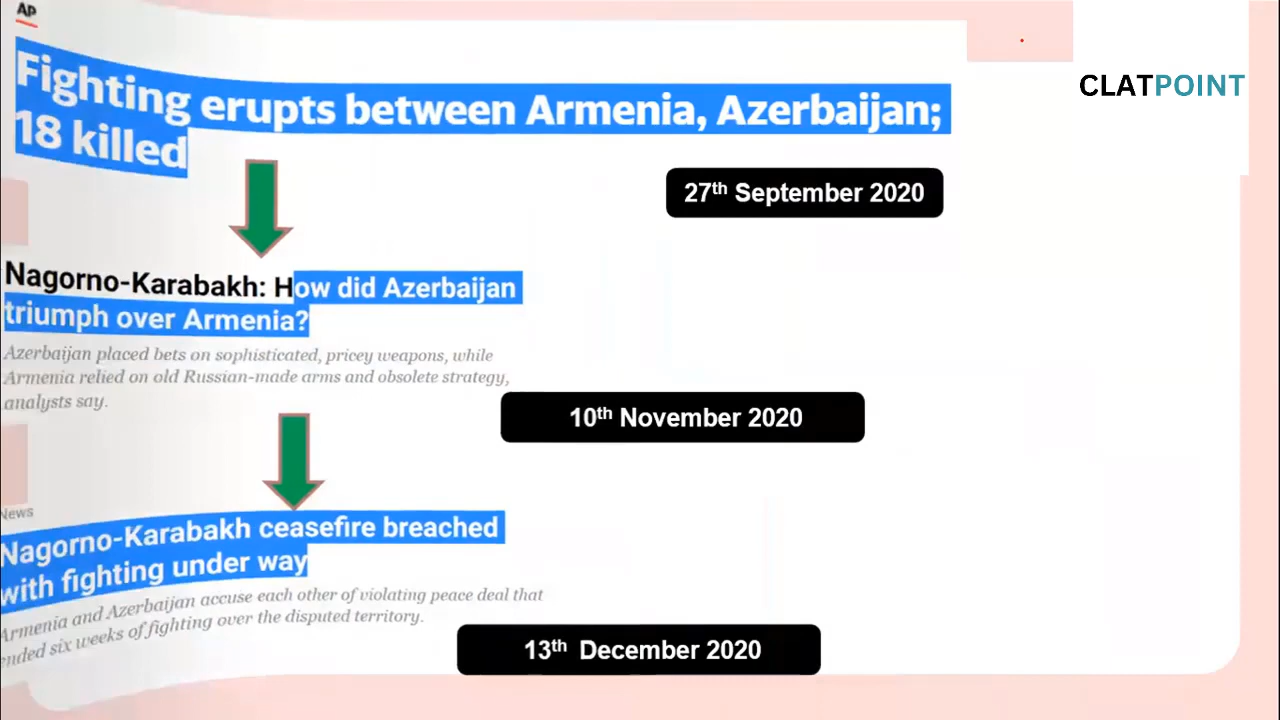 AP
CLATPOINT
Fighting erupts between Armenia, Azerbaijan;
18 killed
27th September 2020
Nagorno-Karabakh: How did Azerbaijan
triumph over Armenia?
Azerbaijan placed bets on sophisticated, pricey weapons, while
Armenia relied on old Russian-made arms and obsolete strategy,
analysts say.
10th November 2020
News
Nagorno-Karabakh ceasefire breached
with fighting under way
Armenia and Azerbaijan accuse each other of violating peace deal that
ended six weeks of fighting over the disputed territory.
13th December 2020